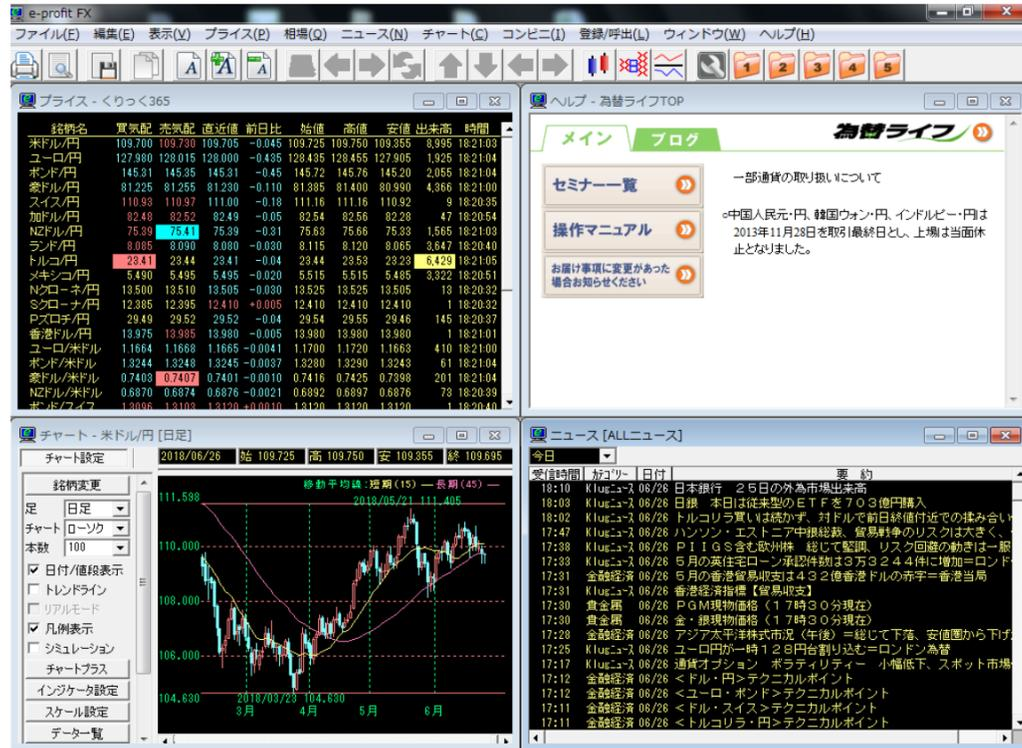 e-profit FX
ファイル(F) 編集(E) 表示(V) プライス(P) 相場(Q) ニュース(N) チャート(C) コンビニ(I) 登録/呼出(L) ウィンドウ(W) ヘルプ(H)
1 2 3 4 5
プライス - くりっく365
銘柄名 買気配 売気配 直近値 前日比 始値 高値 安値 出来高 時間
米ドル/円 109.700 109.730 109.705 -0.045 109.725 109.750 109.355 8,995 18:21:03
ユーロ/円 127.980 128.015 128.000 -0.435 128.435 128.455 127.905 1,925 18:21:04
ポンド/円 145.31 145.35 145.31 -0.45 145.72 145.76 145.20 2,055 18:21:04
豪ドル/円 81.225 81.255 81.230 -0.110 81.385 81.400 80.990 4,366 18:21:00
スイス/円 110.93 110.97 111.00 -0.18 111.16 111.16 110.92 9 18:20:35
加ドル/円 82.48 82.52 82.49 -0.05 82.54 82.56 82.28 47 18:20:54
NZドル/円 75.39 75.41 75.39 -0.31 75.63 75.66 75.33 1,565 18:21:03
ランド/円 8.085 8.090 8.080 -0.030 8.115 8.120 8.065 3,647 18:20:40
トルコ/円 23.41 23.44 23.41 -0.04 23.44 23.53 23.23 6,429 18:21:05
メキシコ/円 5.490 5.495 5.495 -0.020 5.515 5.515 5.485 3,322 18:20:51
Nクローネ/円 13.500 13.510 13.505 -0.030 13.525 13.525 13.505 13 18:20:32
Sクローナ/円 12.385 12.395 12.410 +0.005 12.410 12.410 12.410 1 18:20:32
Pズロチ/円 29.49 29.52 29.52 -0.04 29.54 29.55 29.46 145 18:20:37
香港ドル/円 13.975 13.985 13.980 -0.005 13.980 13.980 13.980 1 18:21:01
ユーロ/米ドル 1.1664 1.1668 1.1665 -0.0041 1.1700 1.1720 1.1663 410 18:21:00
ポンド/米ドル 1.3244 1.3248 1.3245 -0.0037 1.3280 1.3290 1.3243 61 18:21:04
豪ドル/米ドル 0.7403 0.7407 0.7401 -0.0010 0.7416 0.7425 0.7398 201 18:21:04
NZドル/米ドル 0.6870 0.6874 0.6876 -0.0021 0.6892 0.6897 0.6876 73 18:20:39
ポンド/スイス 1.3096 1.3103 1.3120 +0.0010 1.3120 1.3120 1.3120 1 18:20:40
ヘルプ - 為替ライフTOP
メイン ブログ 為替ライフ
セミナー一覧
操作マニュアル
お届け事項に変更があった
場合お知らせください
一部通貨の取り扱いについて
○中国人民元・円、韓国ウォン・円、インドルピー・円は
2013年11月28日を取引最終日とし、上場は当面休
止となりました。
チャート - 米ドル/円 [日足]
チャート設定
2018/06/26 始 109.725 高 109.750 安 109.355 終 109.695
銘柄変更
足 日足
チャート ローソク
本数 100
日付/値段表示
トレンドライン
リアルモード
凡例表示
シミュレーション
チャートプラス
インジケータ設定
スケール設定
データ一覧
移動平均線:短期(15) ― 長期(45) ―
2018/05/21 111.405
111.598
110.000
108.000
106.000
104.630
2018/03/23 104.630
3月 4月 5月 6月
ニュース [ALLニュース]
今日
受信時間 カテゴリー 日付 要 約
18:10 Klugニュース 06/26 日本銀行 25日の外為市場出来高
18:03 Klugニュース 06/26 日銀 本日は従来型のETFを703億円購入
18:02 Klugニュース 06/26 トルコリラ買いは続かず、対ドルで前日終値付近での揉み合い
17:47 Klugニュース 06/26 ハンソン・エストニア中銀総裁、貿易戦争のリスクは大きく、
17:38 Klugニュース 06/26 PIIGS含む欧州株 総じて堅調、リスク回避の動きは一服
17:33 Klugニュース 06/26 5月の英住宅ローン承認件数は3万3244件に増加=ロンド
17:31 金融経済 06/26 5月の香港貿易収支は432億香港ドルの赤字=香港当局
17:31 Klugニュース 06/26 香港経済指標【貿易収支】
17:30 貴金属 06/26 PGM現物価格(17時30分現在)
17:30 貴金属 06/26 金・銀現物価格(17時30分現在)
17:28 金融経済 06/26 アジア太平洋株式市況(午後)=総じて下落、安値圏から下げ
17:25 Klugニュース 06/26 ユーロ円が一時128円台割り込む=ロンドン為替
17:17 Klugニュース 06/26 通貨オプション ボラティリティー 小幅低下、スポット市場
17:12 金融経済 06/26 <ドル・円>テクニカルポイント
17:12 金融経済 06/26 <ユーロ・ポンド>テクニカルポイント
17:11 金融経済 06/26 <ドル・スイス>テクニカルポイント
17:11 金融経済 06/26 <トルコリラ・円>テクニカルポイント